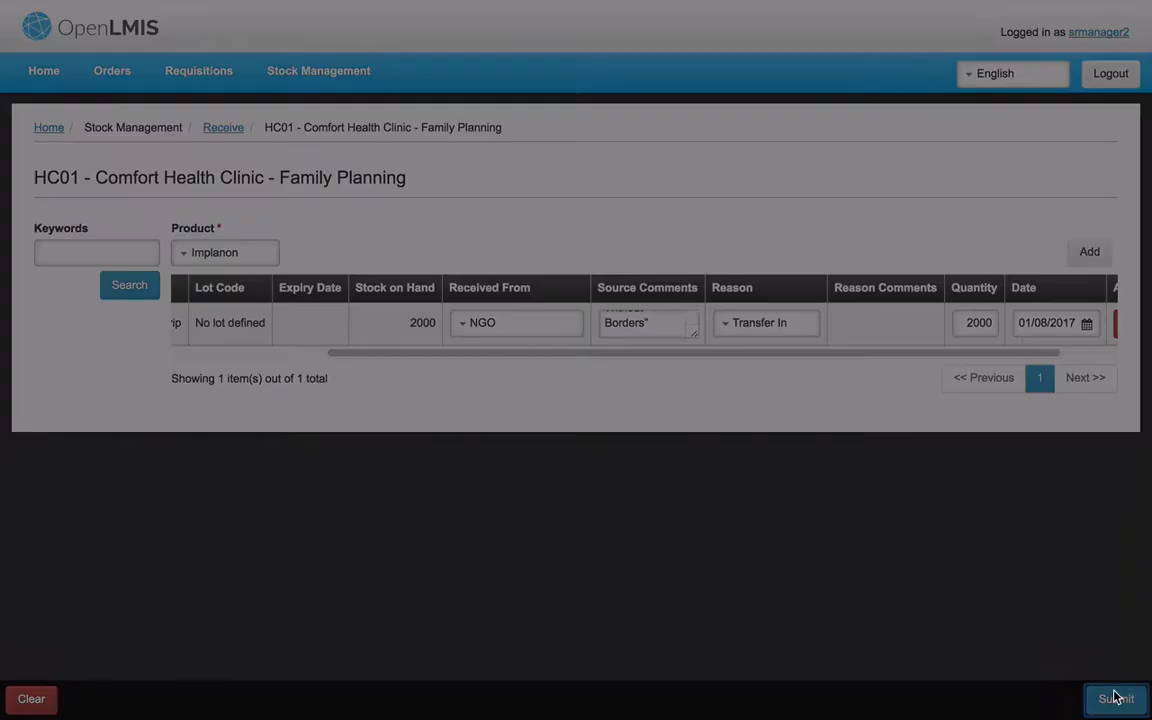 OpenLMIS
Logged in as srmanager2
Home Orders Requisitions Stock Management English Logout
Home / Stock Management / Receive / HC01 - Comfort Health Clinic - Family Planning
HC01 - Comfort Health Clinic - Family Planning
Keywords Product *
Implanon Add
Search
Lot Code Expiry Date Stock on Hand Received From Source Comments Reason Reason Comments Quantity Date
No lot defined 2000 NGO Borders" Transfer In 2000 01/08/2017
Showing 1 item(s) out of 1 total << Previous 1 Next >>
Clear Submit